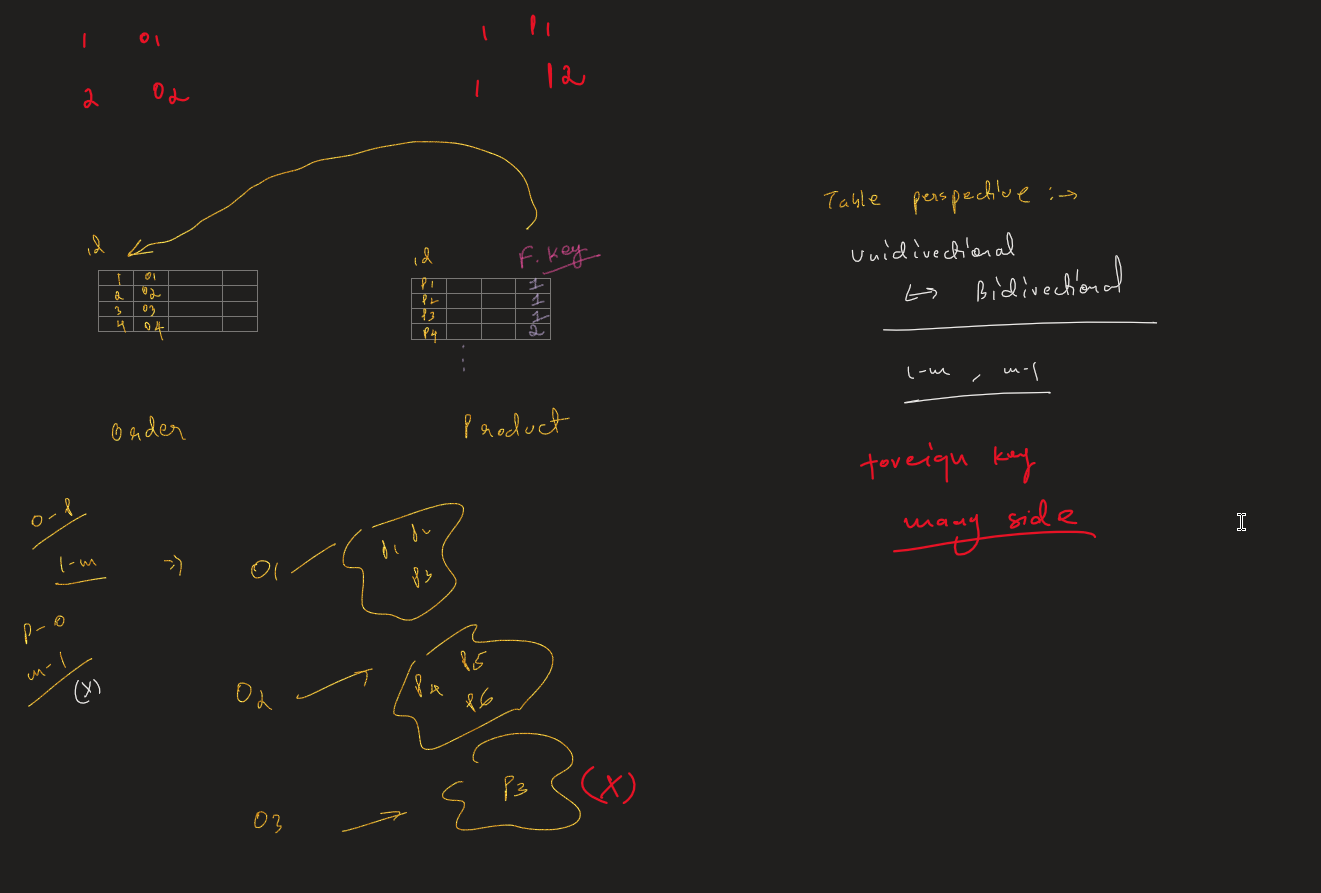 1 O1
1 P1
2 O2
1 P2
Table perspective :->
id
id F. key
Unidirectional
<-> Bidirectional
1 O1
2 O2
3 O3
4 O4
P1 1
P2 1
P3 1
P4 2
1-m , m-1
Order
Product
foreign key
many side
O-P
1-m => O1
P1 P2
P3
P-O
m-1
(X)
O2
P5
P4
P6
O3
P3 (X)